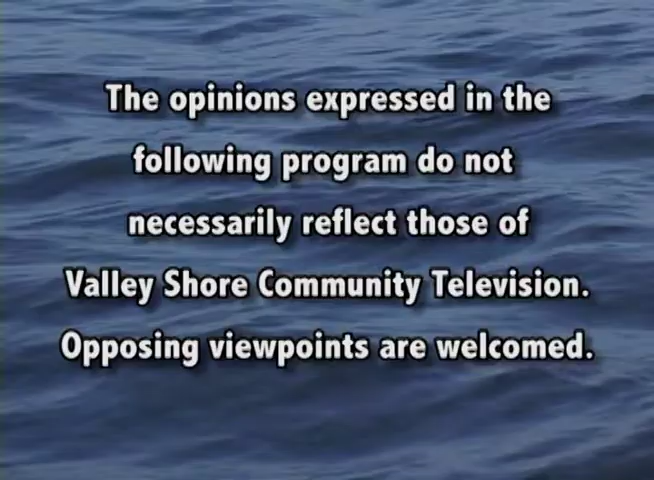 The opinions expressed in the
following program do not
necessarily reflect those of
Valley Shore Community Television.
Opposing viewpoints are welcomed.